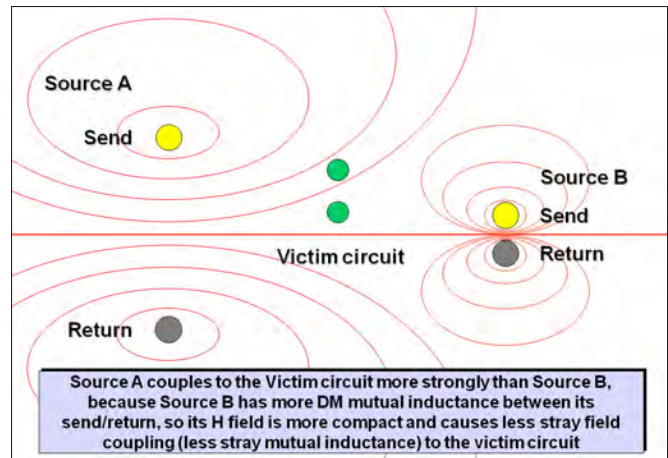 Source A
Send
Source B
Send
Return
Victim circuit
Return
Source A couples to the Victim circuit more strongly than Source B,
because Source B has more DM mutual inductance between its
send/return, so its H field is more compact and causes less stray field
coupling (less stray mutual inductance) to the victim circuit